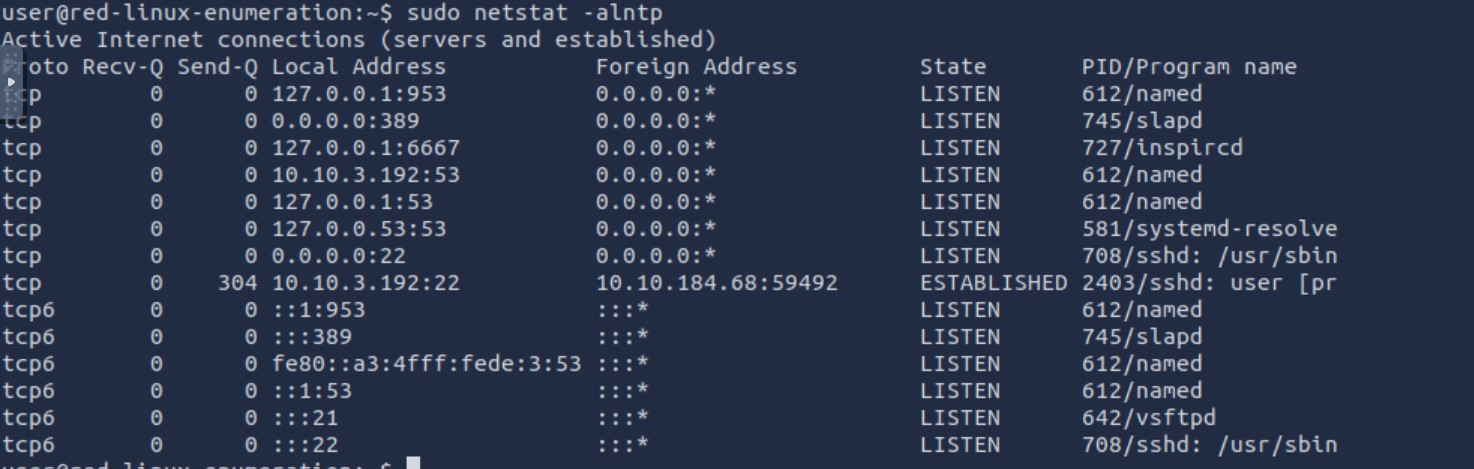 user@red-linux-enumeration:~$ sudo netstat -alntp
Active Internet connections (servers and established)
Proto Recv-Q Send-Q Local Address           Foreign Address         State       PID/Program name
tcp        0      0 127.0.0.1:953           0.0.0.0:*               LISTEN      612/named
tcp        0      0 0.0.0.0:389             0.0.0.0:*               LISTEN      745/slapd
tcp        0      0 127.0.0.1:6667          0.0.0.0:*               LISTEN      727/inspircd
tcp        0      0 10.10.3.192:53          0.0.0.0:*               LISTEN      612/named
tcp        0      0 127.0.0.1:53            0.0.0.0:*               LISTEN      612/named
tcp        0      0 127.0.0.53:53           0.0.0.0:*               LISTEN      581/systemd-resolve
tcp        0      0 0.0.0.0:22              0.0.0.0:*               LISTEN      708/sshd: /usr/sbin
tcp        0    304 10.10.3.192:22          10.10.184.68:59492      ESTABLISHED 2403/sshd: user [pr
tcp6       0      0 ::1:953                 :::*                    LISTEN      612/named
tcp6       0      0 :::389                  :::*                    LISTEN      745/slapd
tcp6       0      0 fe80::a3:4fff:fede:3:53 :::*                    LISTEN      612/named
tcp6       0      0 ::1:53                  :::*                    LISTEN      612/named
tcp6       0      0 :::21                   :::*                    LISTEN      642/vsftpd
tcp6       0      0 :::22                   :::*                    LISTEN      708/sshd: /usr/sbin
user@red-linux-enumeration:~$